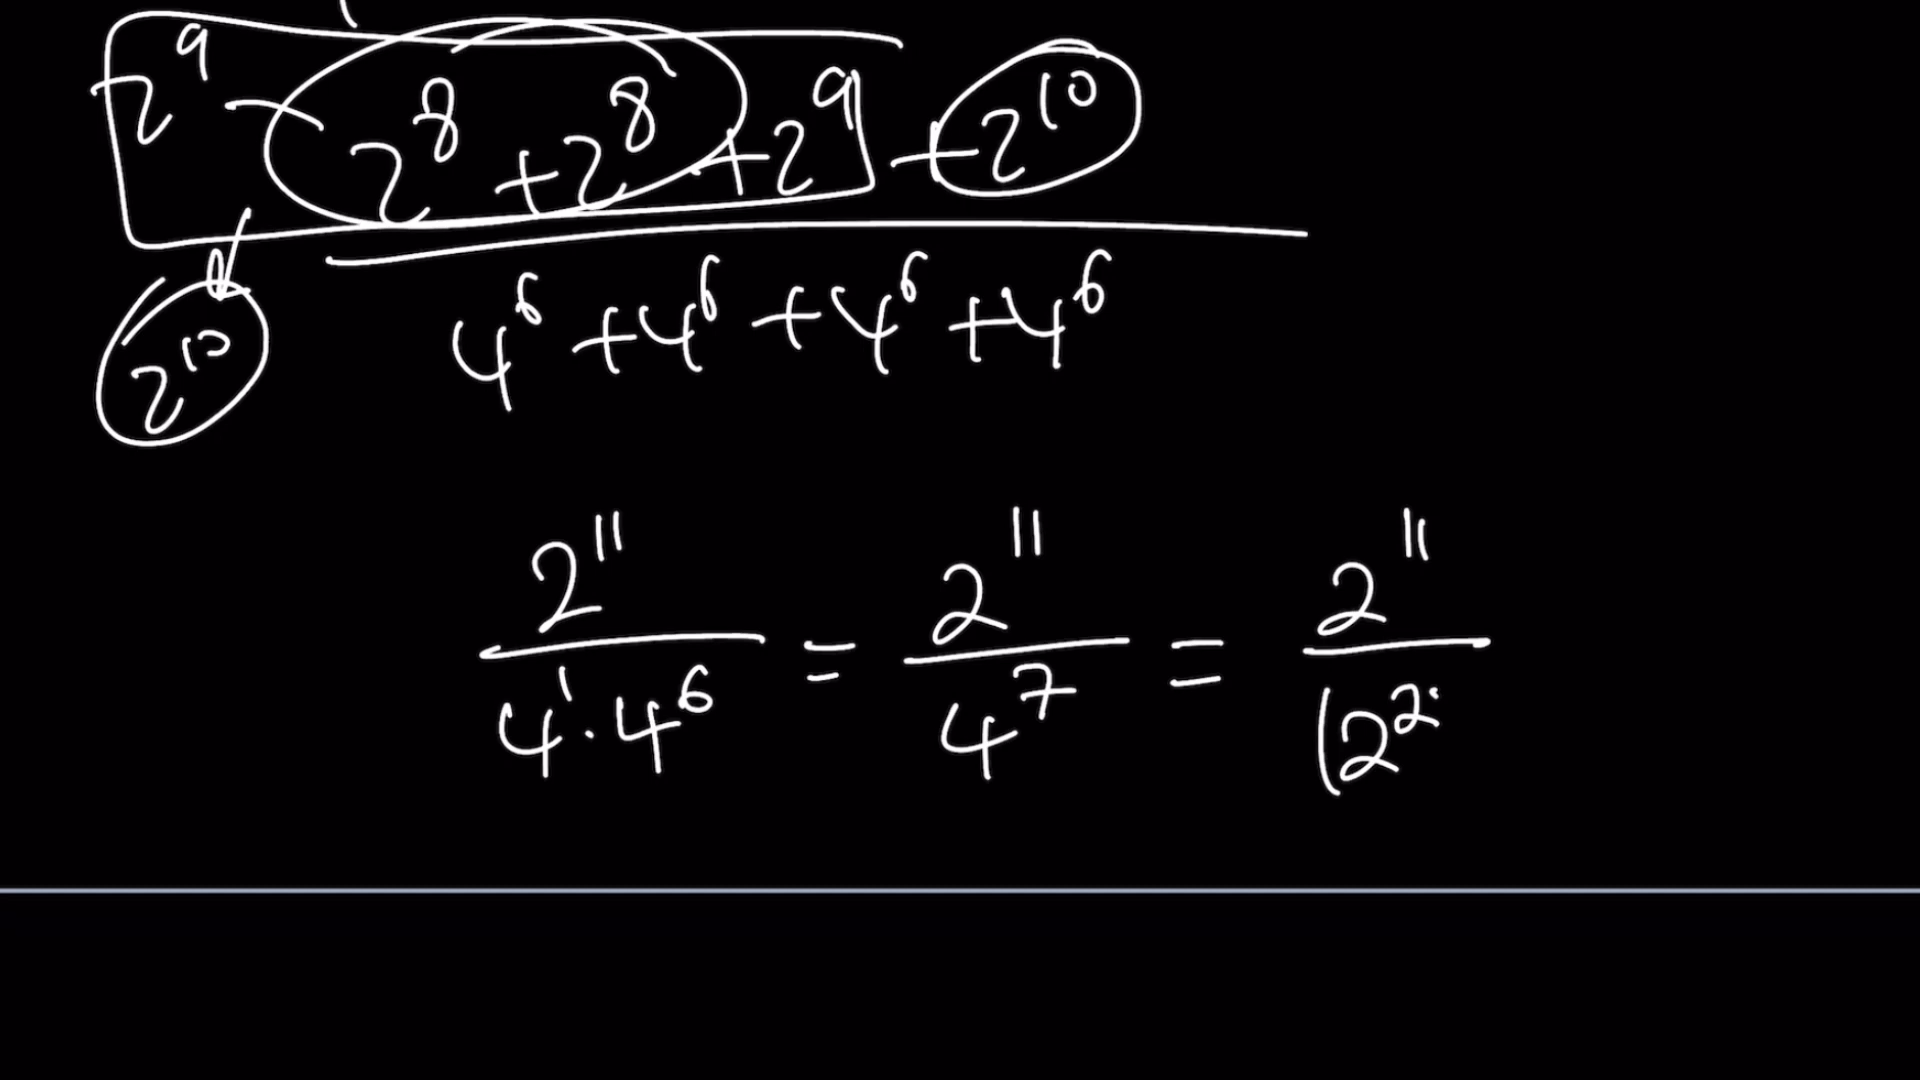 2^9 2^8 + 2^8 + 2^9 + 2^10
4^6 + 4^6 + 4^6 + 4^6
2^10
2^11 / 4^1 · 4^6 = 2^11 / 4^7 = 2^11 / (2^2